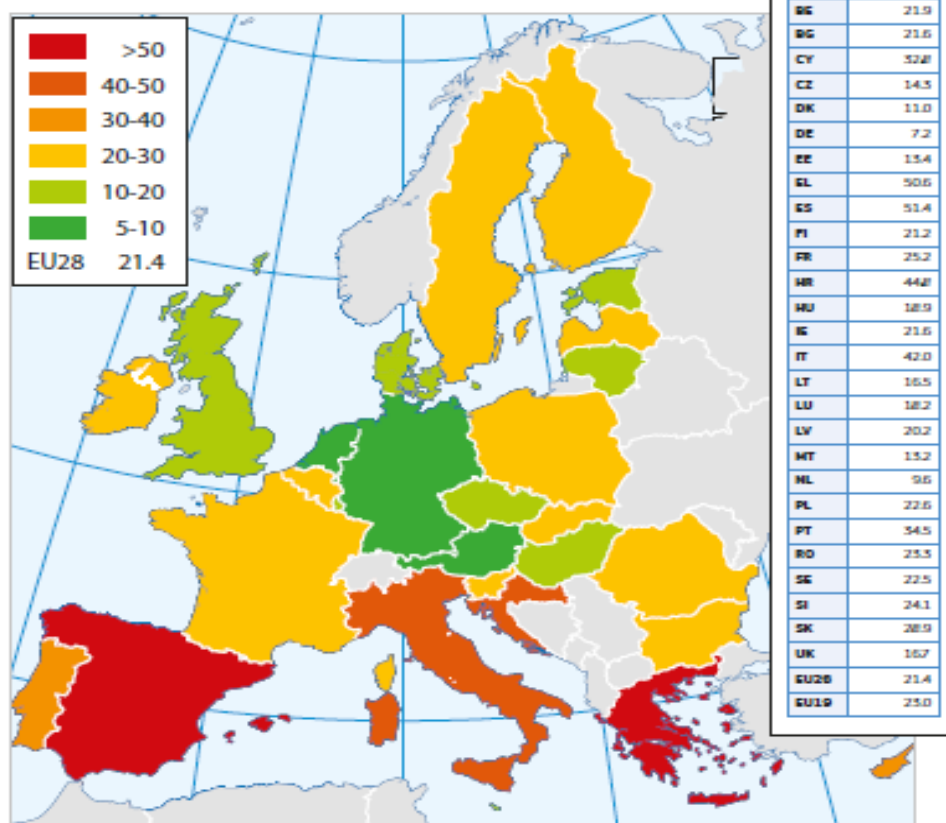 >50
40-50
30-40
20-30
10-20
5-10
EU28 21.4
BE 21.9
BG 21.6
CY 32.8
CZ 14.3
DK 11.0
DE 7.2
EE 13.4
EL 50.6
ES 51.4
FI 21.2
FR 25.2
HR 44.8
HU 18.9
IE 21.6
IT 42.0
LT 16.5
LU 18.2
LV 20.2
MT 13.2
NL 9.6
PL 22.6
PT 34.5
RO 23.3
SE 22.5
SI 24.1
SK 28.9
UK 16.7
EU28 21.4
EU19 23.0